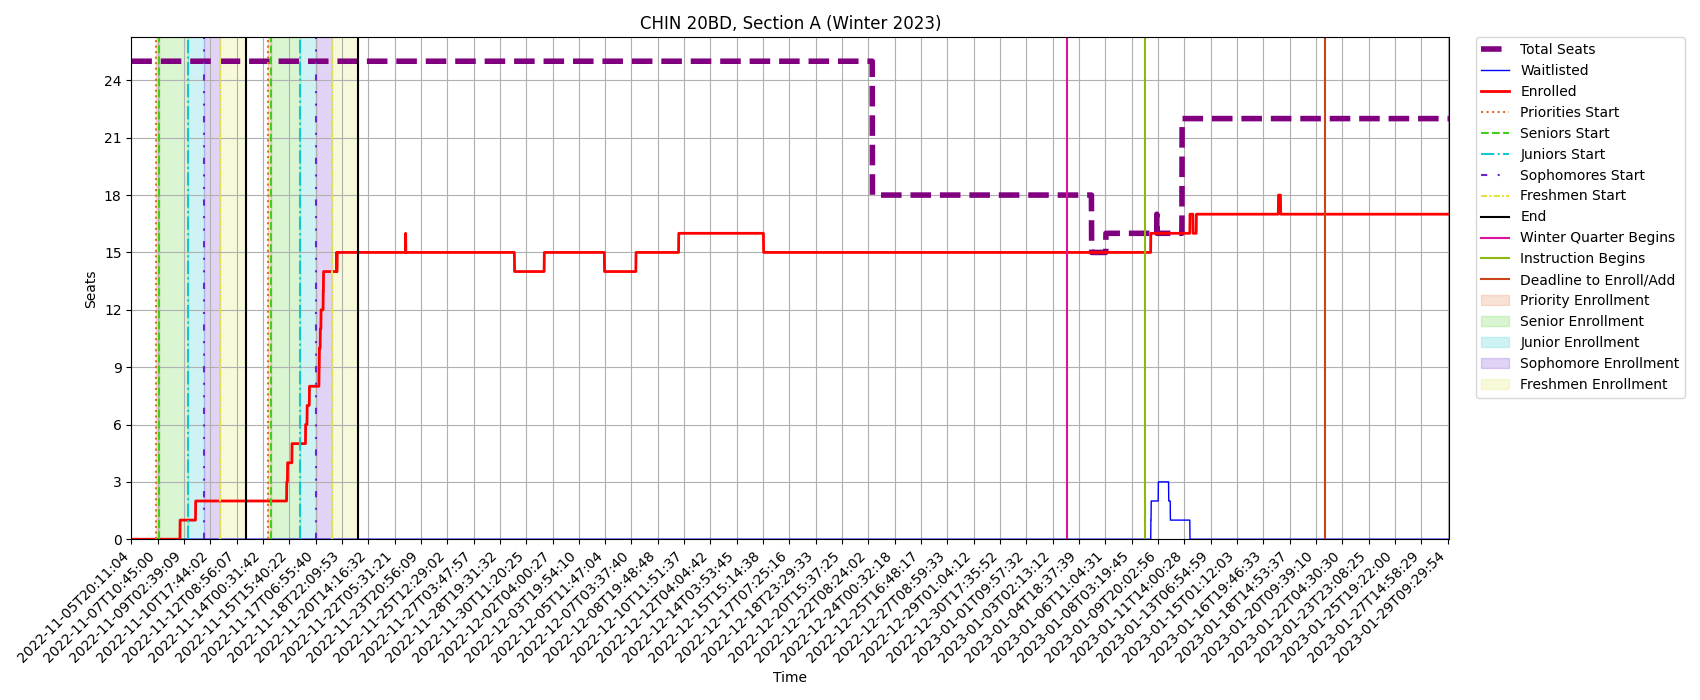 CHIN 20BD, Section A (Winter 2023)
Seats
24
21
18
15
12
9
6
3
0
2022-11-05T20:11:04
2022-11-07T10:45:00
2022-11-09T02:39:09
2022-11-10T17:44:02
2022-11-12T08:56:07
2022-11-14T00:31:42
2022-11-15T15:40:22
2022-11-17T06:55:40
2022-11-18T22:09:53
2022-11-20T14:16:32
2022-11-22T05:31:21
2022-11-23T20:56:09
2022-11-25T12:29:02
2022-11-27T03:47:57
2022-11-28T19:31:32
2022-11-30T11:20:25
2022-12-02T04:00:27
2022-12-03T19:54:10
2022-12-05T11:47:04
2022-12-07T03:37:40
2022-12-08T19:48:48
2022-12-10T11:51:37
2022-12-12T04:04:42
2022-12-14T03:53:45
2022-12-15T15:14:38
2022-12-17T07:25:16
2022-12-18T23:29:33
2022-12-20T15:37:25
2022-12-22T08:24:02
2022-12-24T00:32:18
2022-12-25T16:48:17
2022-12-27T08:59:33
2022-12-29T01:04:12
2022-12-30T17:35:52
2023-01-01T09:57:32
2023-01-03T02:13:12
2023-01-04T18:37:39
2023-01-06T11:04:31
2023-01-08T03:19:45
2023-01-09T20:02:56
2023-01-11T14:00:28
2023-01-13T06:54:59
2023-01-15T01:12:03
2023-01-16T19:46:33
2023-01-18T14:53:37
2023-01-20T09:39:10
2023-01-22T04:30:30
2023-01-23T23:08:25
2023-01-25T19:22:00
2023-01-27T14:58:29
2023-01-29T09:29:54
Time
Total Seats
Waitlisted
Enrolled
Priorities Start
Seniors Start
Juniors Start
Sophomores Start
Freshmen Start
End
Winter Quarter Begins
Instruction Begins
Deadline to Enroll/Add
Priority Enrollment
Senior Enrollment
Junior Enrollment
Sophomore Enrollment
Freshmen Enrollment